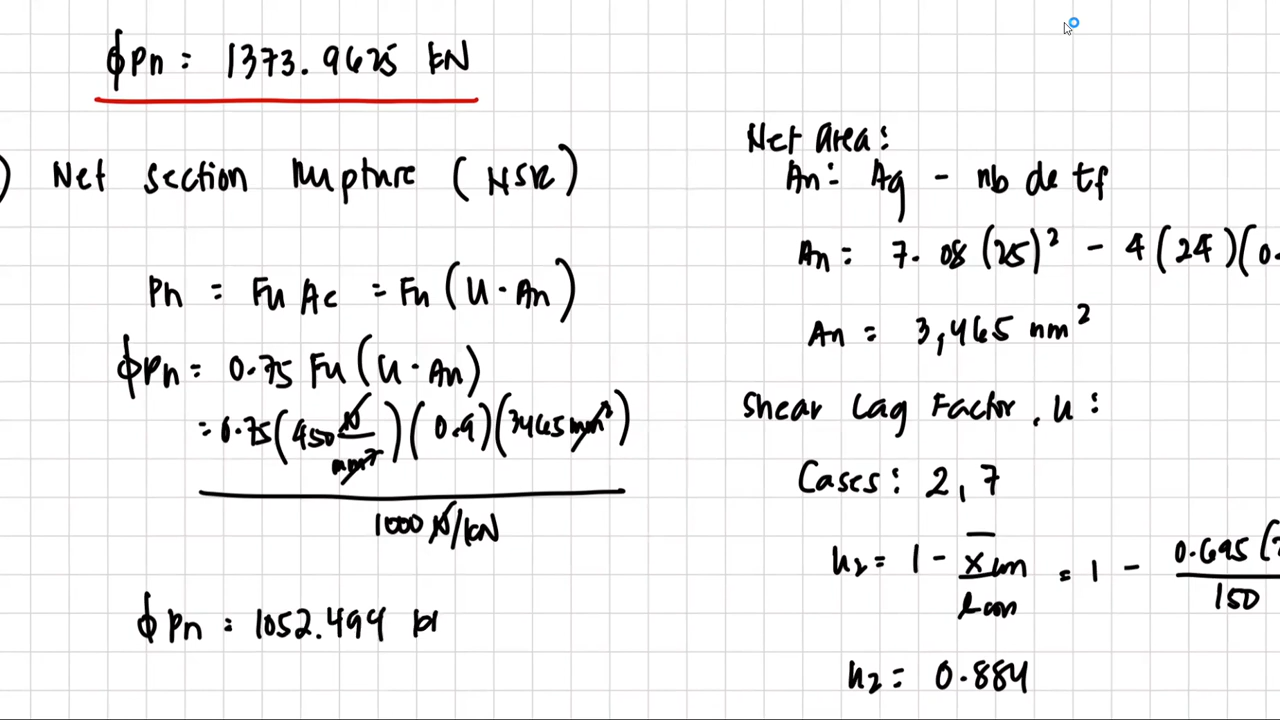 ϕPn = 1373.9625 kN
) Net section Rupture (NSR)
Pn = Fu Ae = Fu (U · An)
ϕPn = 0.75 Fu (U · An)
= 0.75 (450 N/mm²) (0.9) (3465 mm²)
1000 N/kN
ϕPn = 1052.494 k
Net area:
An = Ag - nb de tf
An = 7.08 (25)² - 4 (24) (0.
An = 3,465 mm²
Shear Lag Factor, U:
Cases: 2, 7
U2 = 1 - x̄con / Lcon = 1 - 0.695 ( / 150
U2 = 0.884